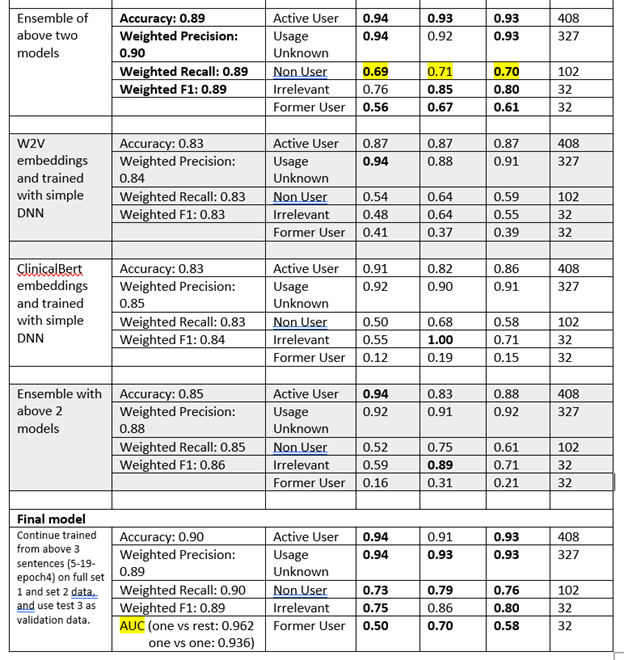 Ensemble of above two models
Accuracy: 0.89
Active User 0.94 0.93 0.93 408
Weighted Precision: 0.90
Usage Unknown 0.94 0.92 0.93 327
Weighted Recall: 0.89
Non User 0.69 0.71 0.70 102
Weighted F1: 0.89
Irrelevant 0.76 0.85 0.80 32
Former User 0.56 0.67 0.61 32
W2V embeddings and trained with simple DNN
Accuracy: 0.83
Active User 0.87 0.87 0.87 408
Weighted Precision: 0.84
Usage Unknown 0.94 0.88 0.91 327
Weighted Recall: 0.83
Non User 0.54 0.64 0.59 102
Weighted F1: 0.83
Irrelevant 0.48 0.64 0.55 32
Former User 0.41 0.37 0.39 32
ClinicalBert embeddings and trained with simple DNN
Accuracy: 0.83
Active User 0.91 0.82 0.86 408
Weighted Precision: 0.85
Usage Unknown 0.92 0.90 0.91 327
Weighted Recall: 0.83
Non User 0.50 0.68 0.58 102
Weighted F1: 0.84
Irrelevant 0.55 1.00 0.71 32
Former User 0.12 0.19 0.15 32
Ensemble with above 2 models
Accuracy: 0.85
Active User 0.94 0.83 0.88 408
Weighted Precision: 0.88
Usage Unknown 0.92 0.91 0.92 327
Weighted Recall: 0.85
Non User 0.52 0.75 0.61 102
Weighted F1: 0.86
Irrelevant 0.59 0.89 0.71 32
Former User 0.16 0.31 0.21 32
Final model
Continue trained from above 3 sentences (5-19-epoch4) on full set 1 and set 2 data, and use test 3 as validation data.
Accuracy: 0.90
Active User 0.94 0.91 0.93 408
Weighted Precision: 0.89
Usage Unknown 0.94 0.93 0.93 327
Weighted Recall: 0.90
Non User 0.73 0.79 0.76 102
Weighted F1: 0.89
Irrelevant 0.75 0.86 0.80 32
AUC (one vs rest: 0.962
one vs one: 0.936)
Former User 0.50 0.70 0.58 32